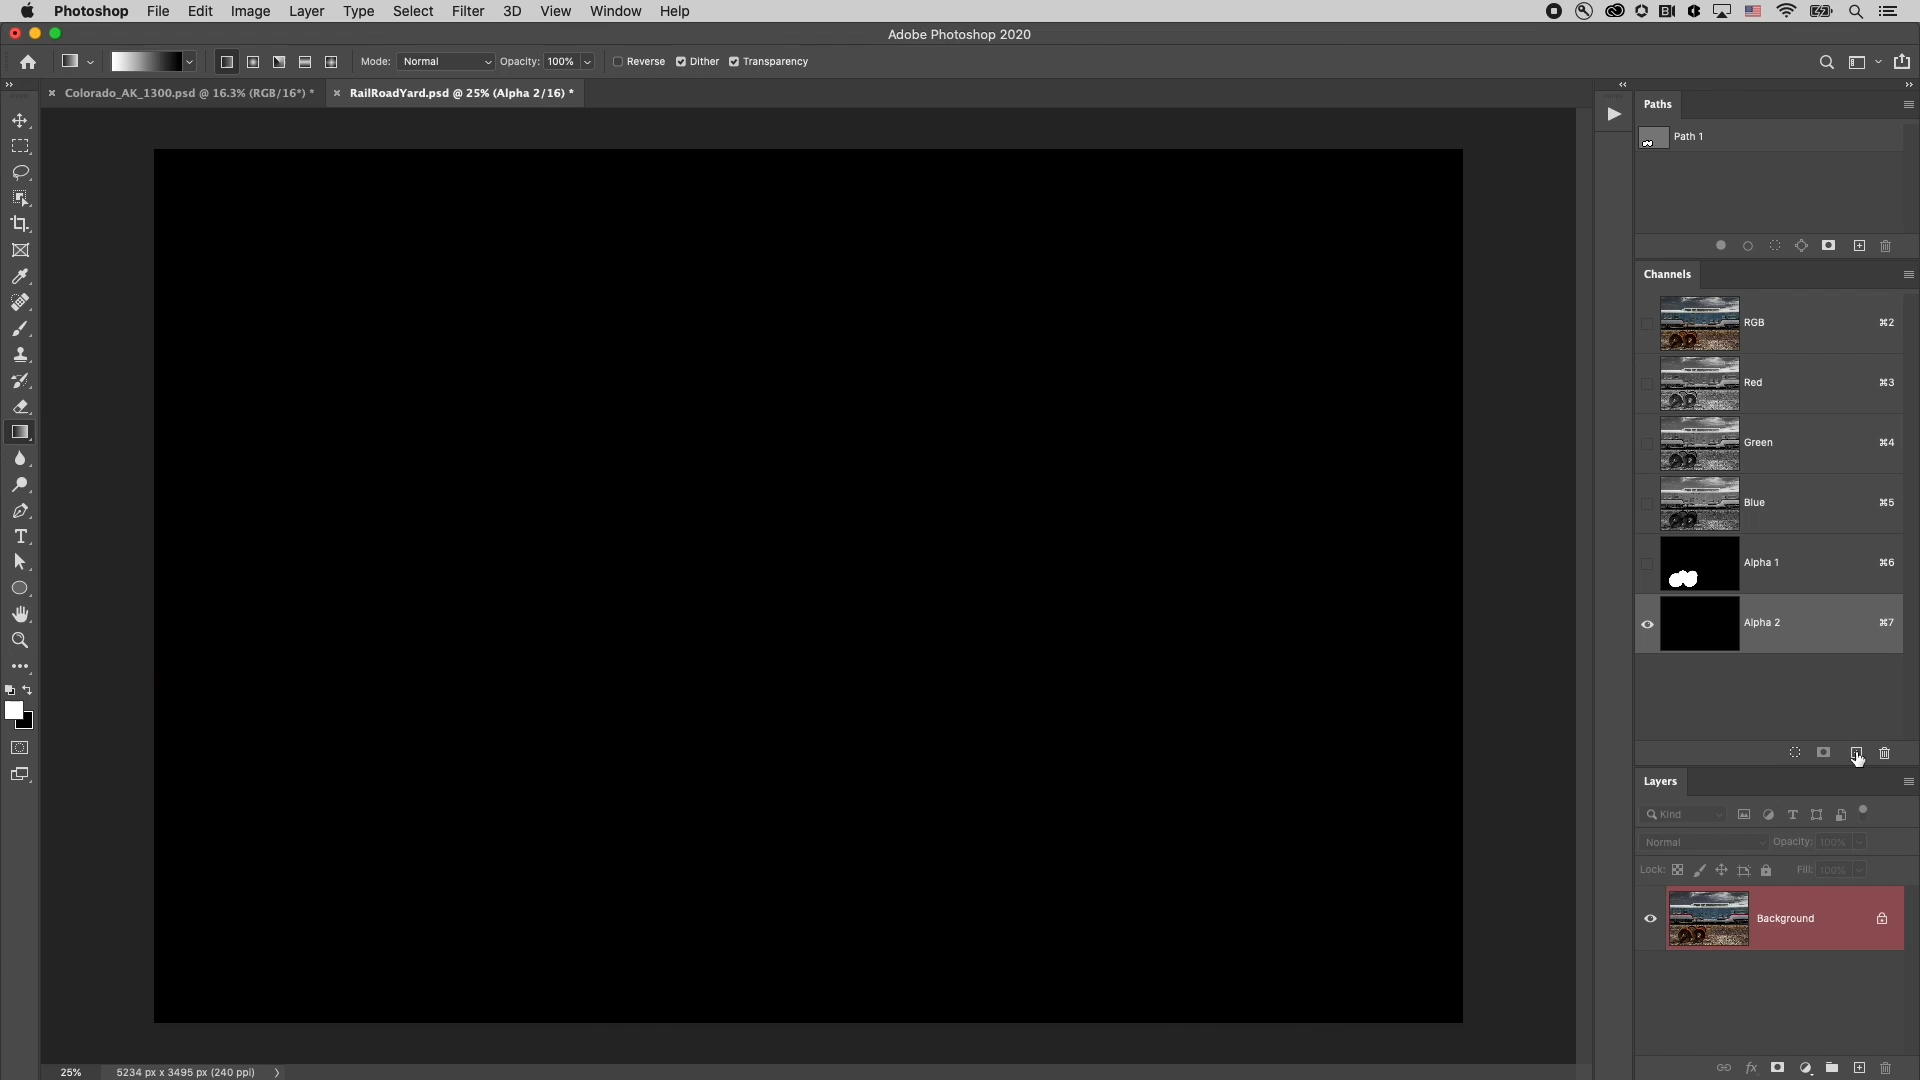 Photoshop File Edit Image Layer Type Select Filter 3D View Window Help
Adobe Photoshop 2020
Mode: Normal Opacity: 100% Reverse Dither Transparency
Colorado_AK_1300.psd @ 16.3% (RGB/16*) * RailRoadYard.psd @ 25% (Alpha 2/16) *
Paths
Path 1
Channels
RGB ⌘2
Red ⌘3
Green ⌘4
Blue ⌘5
Alpha 1 ⌘6
Alpha 2 ⌘7
Layers
Kind
Normal Opacity: 100%
Lock: Fill: 100%
Background
25% 5234 px x 3495 px (240 ppi)